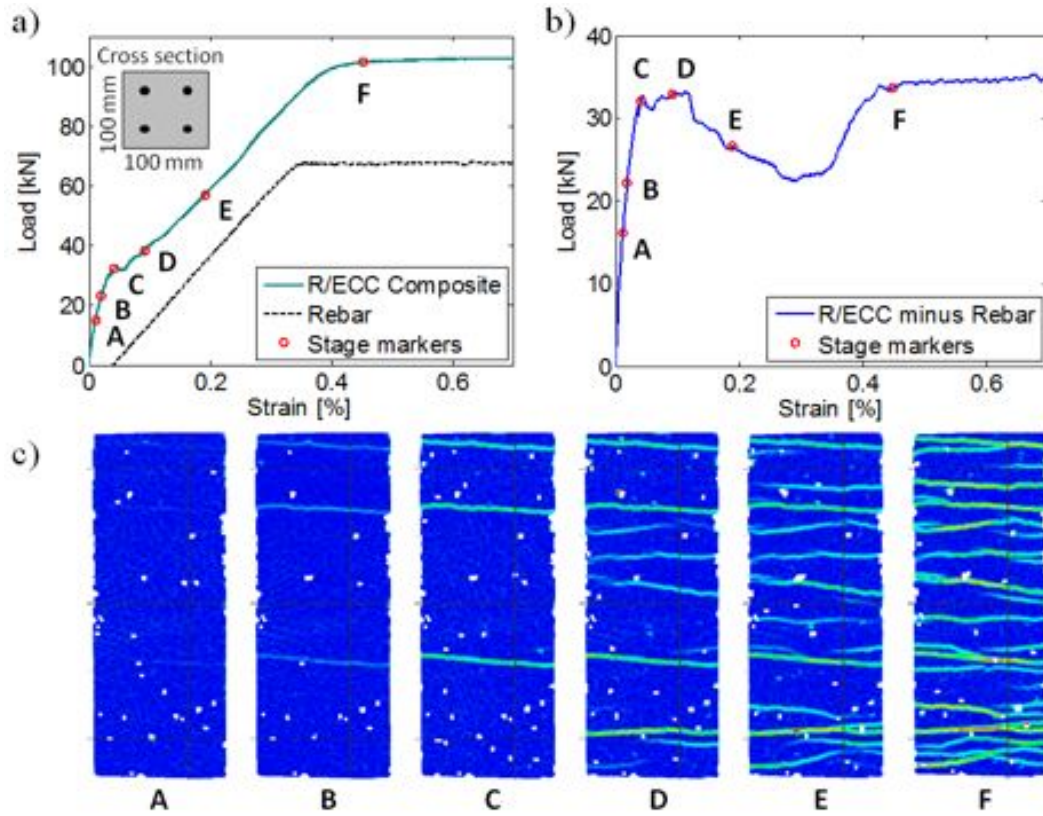 a)
Cross section
100 mm
100 mm
Load [kN]
100
80
60
40
20
0
0
0.2
0.4
0.6
Strain [%]
A
B
C
D
E
F
R/ECC Composite
Rebar
Stage markers
b)
Load [kN]
40
30
20
10
0
0
0.2
0.4
0.6
Strain [%]
A
B
C
D
E
F
R/ECC minus Rebar
Stage markers
c)
A B C D E F